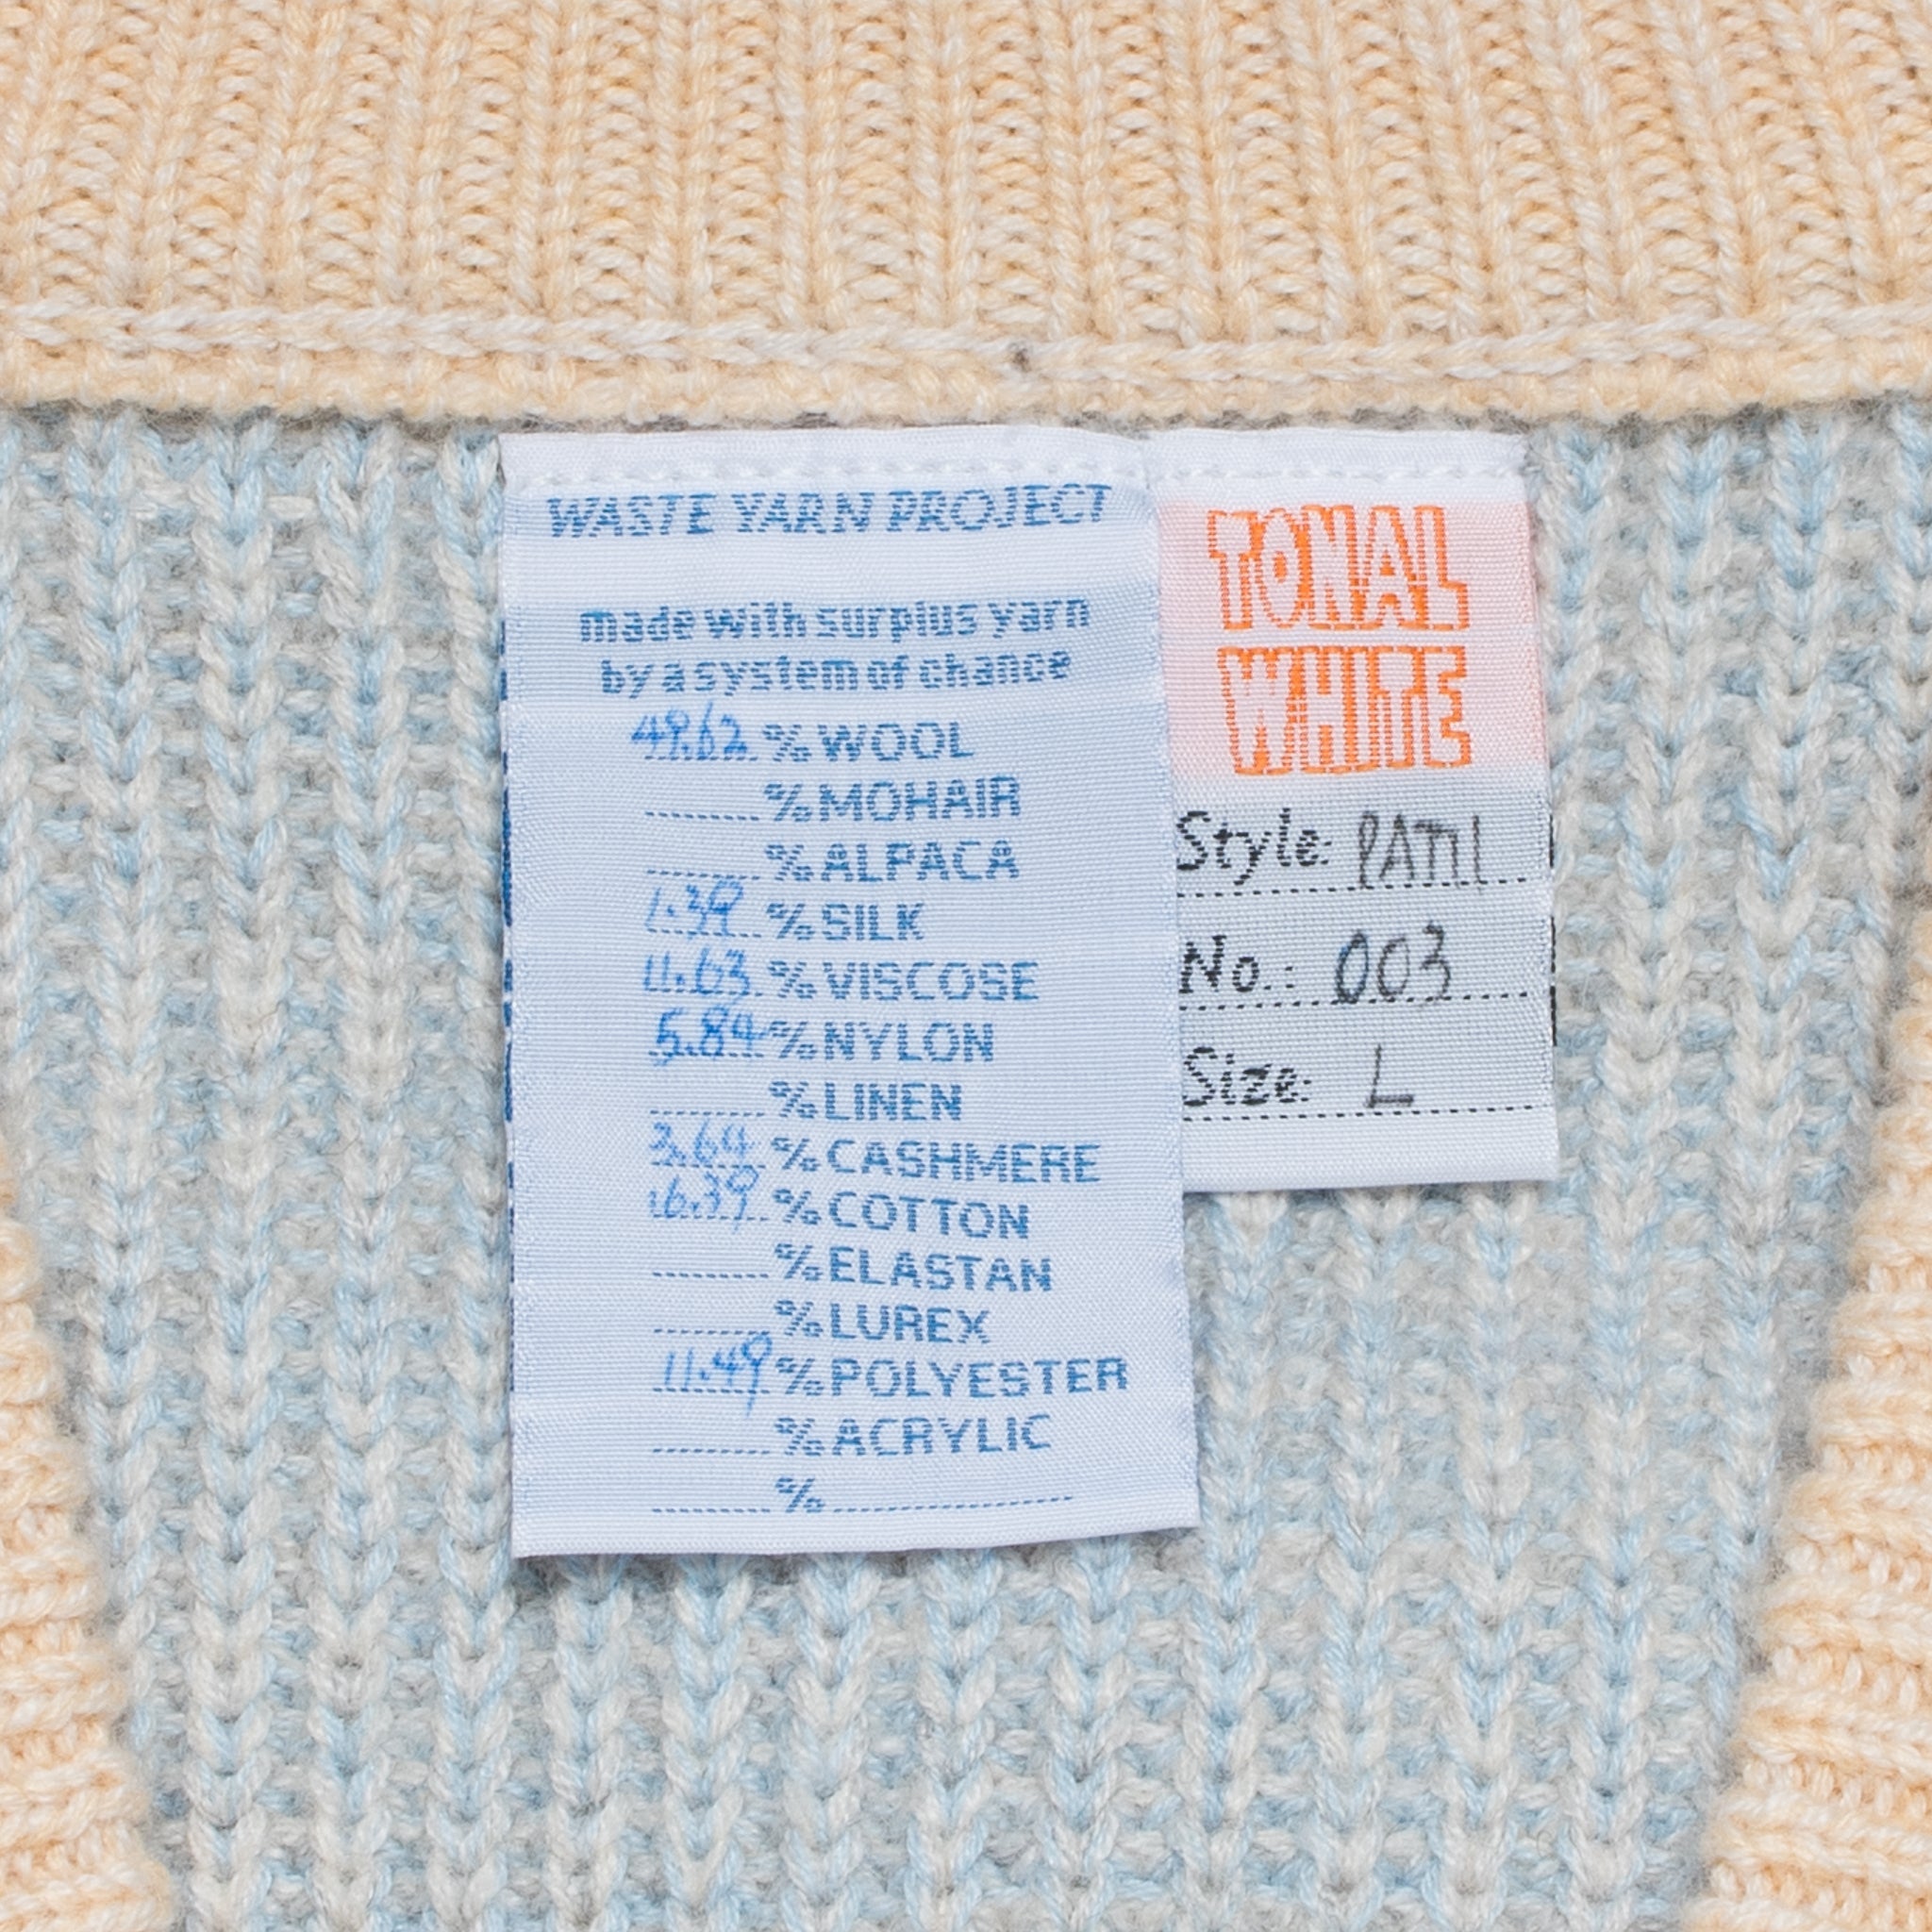 WASTE YARN PROJECT
made with surplus yarn
by a system of chance
49.62 % WOOL
% MOHAIR
% ALPACA
1.39 % SILK
11.63 % VISCOSE
5.84 % NYLON
% LINEN
3.64 % CASHMERE
16.39 % COTTON
% ELASTAN
% LUREX
11.49 % POLYESTER
% ACRYLIC
%
TONAL
WHITE
Style: PATTI
No.: 003
Size: L